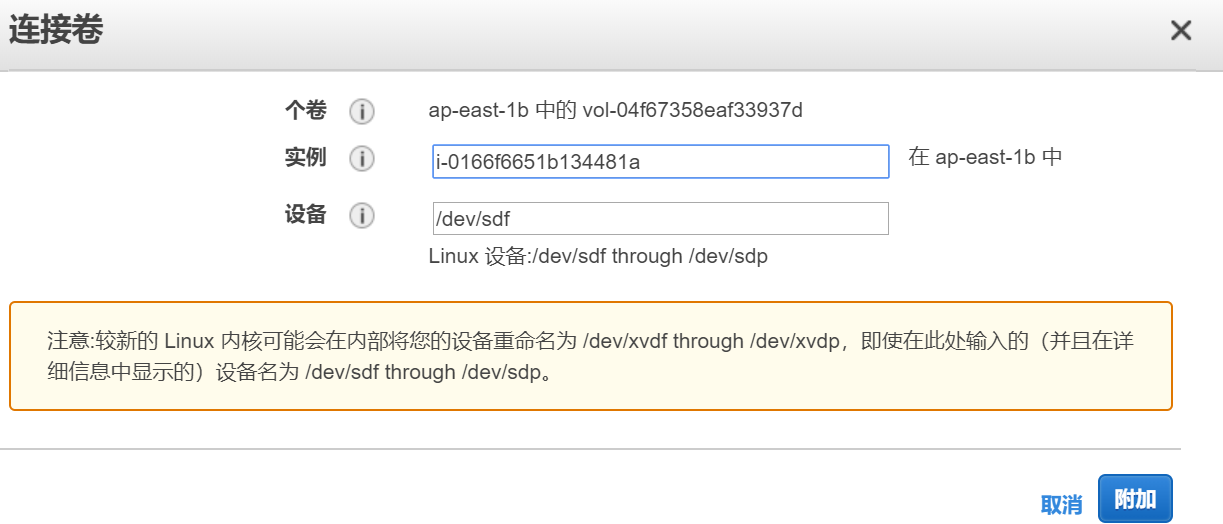 连接卷
个卷 ap-east-1b 中的 vol-04f67358eaf33937d
实例 i-0166f6651b134481a 在 ap-east-1b 中
设备 /dev/sdf
Linux 设备:/dev/sdf through /dev/sdp
注意:较新的 Linux 内核可能会在内部将您的设备重命名为 /dev/xvdf through /dev/xvdp，即使在此处输入的（并且在详
细信息中显示的）设备名为 /dev/sdf through /dev/sdp。
取消 附加